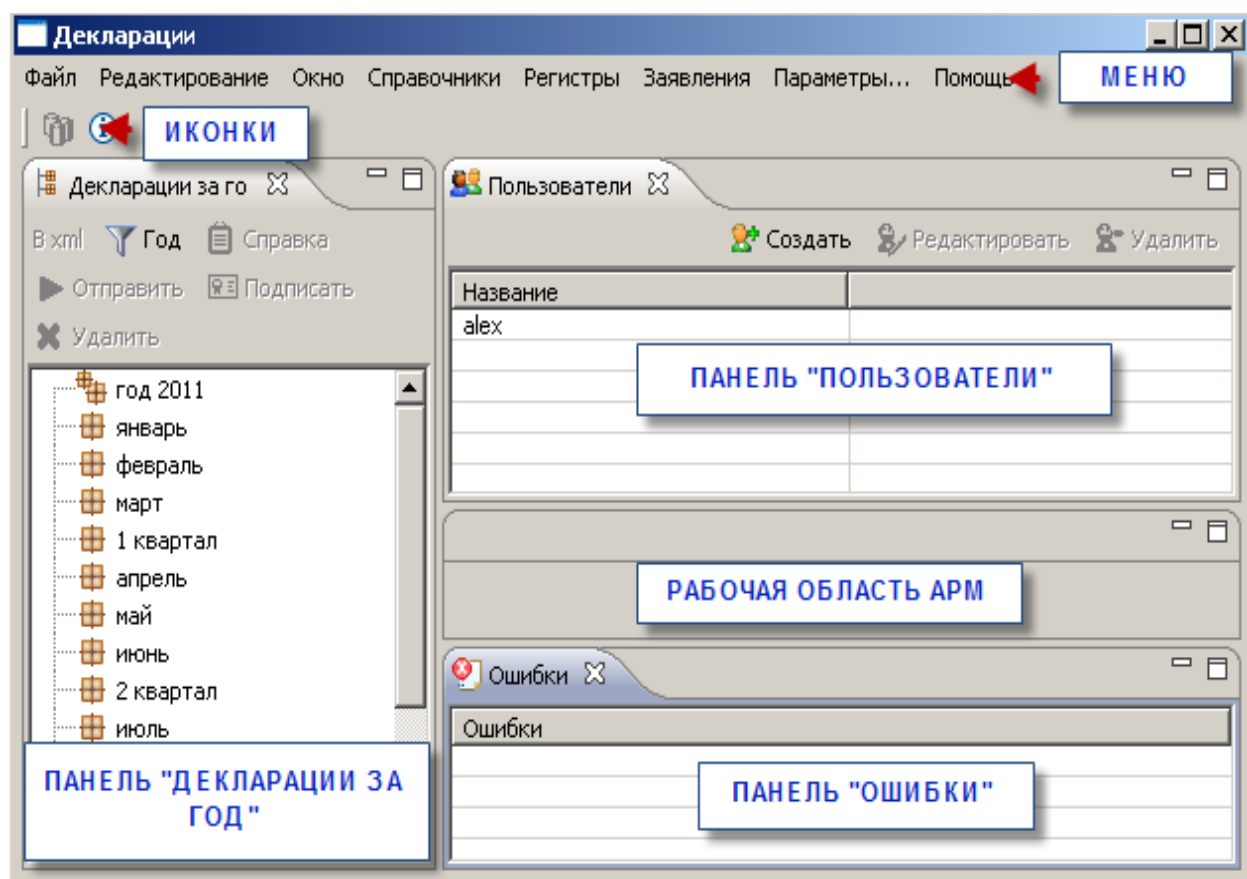 Декларации
Файл Редактирование Окно Справочники Регистры Заявления Параметры... Помощь
МЕНЮ
ИКОНКИ
Декларации за го
В xml Год Справка
Отправить Подписать
Удалить
год 2011
январь
февраль
март
1 квартал
апрель
май
июнь
2 квартал
июль
ПАНЕЛЬ "ДЕКЛАРАЦИИ ЗА
ГОД"
Пользователи
Создать Редактировать Удалить
Название
alex
ПАНЕЛЬ "ПОЛЬЗОВАТЕЛИ"
РАБОЧАЯ ОБЛАСТЬ АРМ
Ошибки
Ошибки
ПАНЕЛЬ "ОШИБКИ"